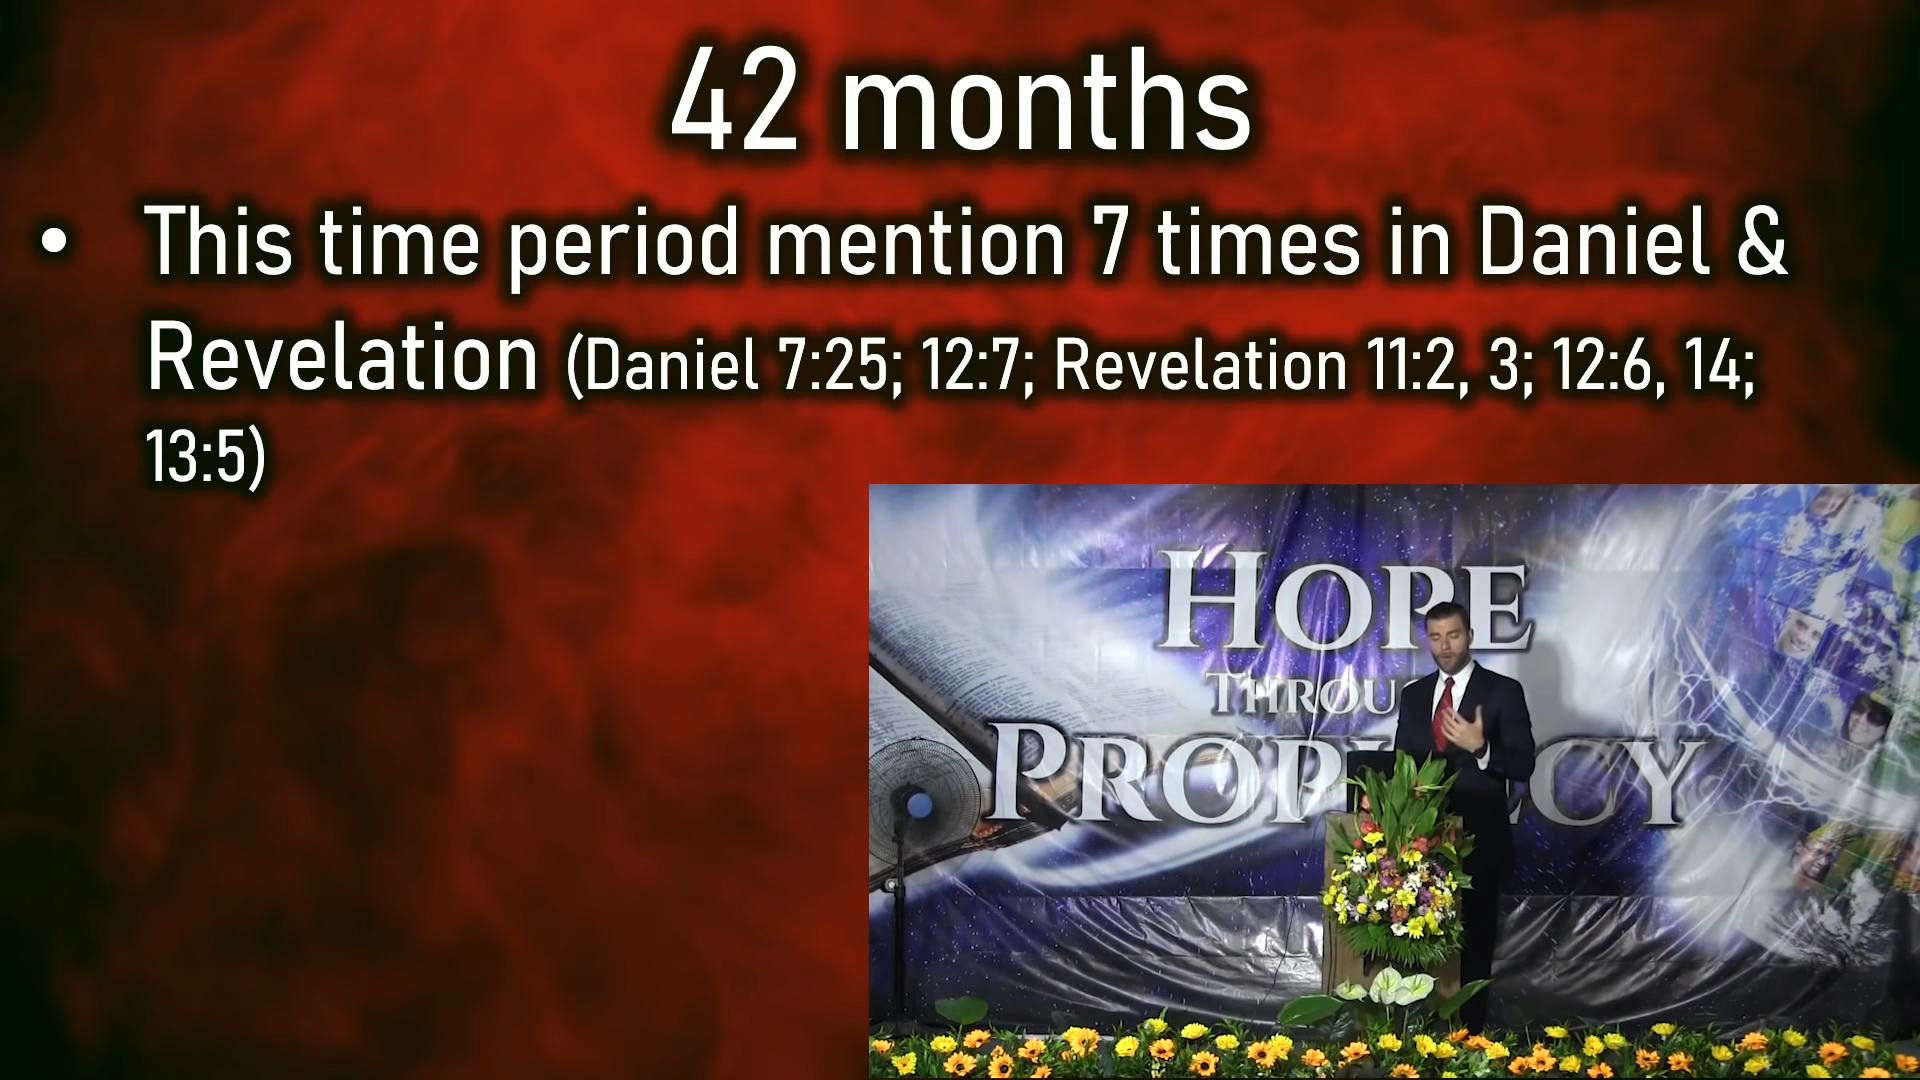 42 months
• This time period mention 7 times in Daniel &
Revelation (Daniel 7:25; 12:7; Revelation 11:2, 3; 12:6, 14;
13:5)
HOPE
THROU
PROP CY